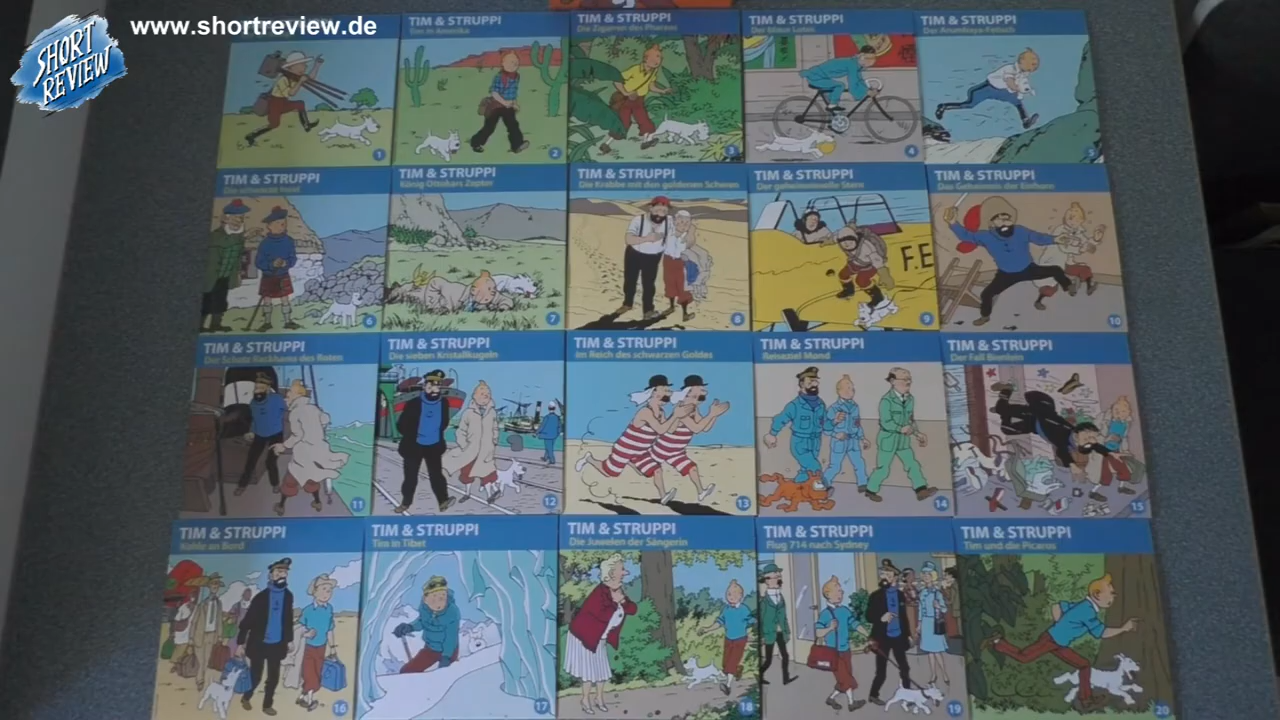 SHORT
REVIEW
www.shortreview.de
TIM & STRUPPI
TIM & STRUPPI
Tim in Amerika
TIM & STRUPPI
Die Zigarren des Pharaos
TIM & STRUPPI
Der Blaue Lotos
TIM & STRUPPI
Der Arumbaya-Fetisch
1
2
3
4
5
TIM & STRUPPI
Die schwarze Insel
TIM & STRUPPI
König Ottokars Zepter
TIM & STRUPPI
Die Krabbe mit den goldenen Scheren
TIM & STRUPPI
Der geheimnisvolle Stern
TIM & STRUPPI
Das Geheimnis der Einhorn
F.E
6
7
8
9
10
TIM & STRUPPI
Der Schatz Rackhams des Roten
TIM & STRUPPI
Die sieben Kristallkugeln
TIM & STRUPPI
Im Reich des schwarzen Goldes
TIM & STRUPPI
Reiseziel Mond
TIM & STRUPPI
Der Fall Bienlein
11
12
13
14
15
TIM & STRUPPI
Kohle an Bord
TIM & STRUPPI
Tim in Tibet
TIM & STRUPPI
Die Juwelen der Sängerin
TIM & STRUPPI
Flug 714 nach Sydney
TIM & STRUPPI
Tim und die Picaros
16
17
18
19
20